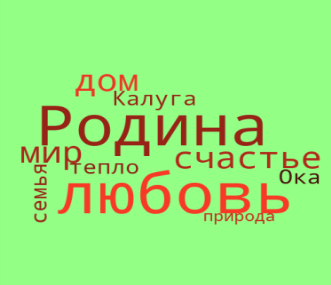 дом
Калуга
Родина
мир
счастье
тепло
Ока
семья
любовь
природа